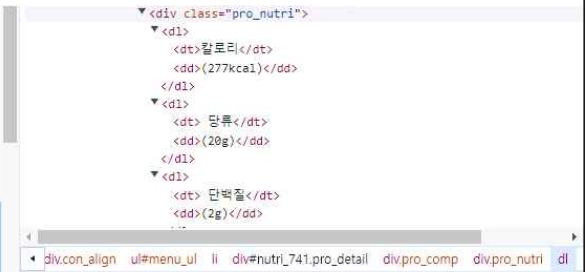 ▼<div class="pro_nutri">
▼<dl>
<dt>칼로리</dt>
<dd>(277kcal)</dd>
</dl>
▼<dl>
<dt> 당류</dt>
<dd>(20g)</dd>
</dl>
▼<dl>
<dt> 단백질</dt>
<dd>(2g)</dd>
div.con_align ul#menu_ul li div#nutri_741.pro_detail div.pro_comp div.pro_nutri dl